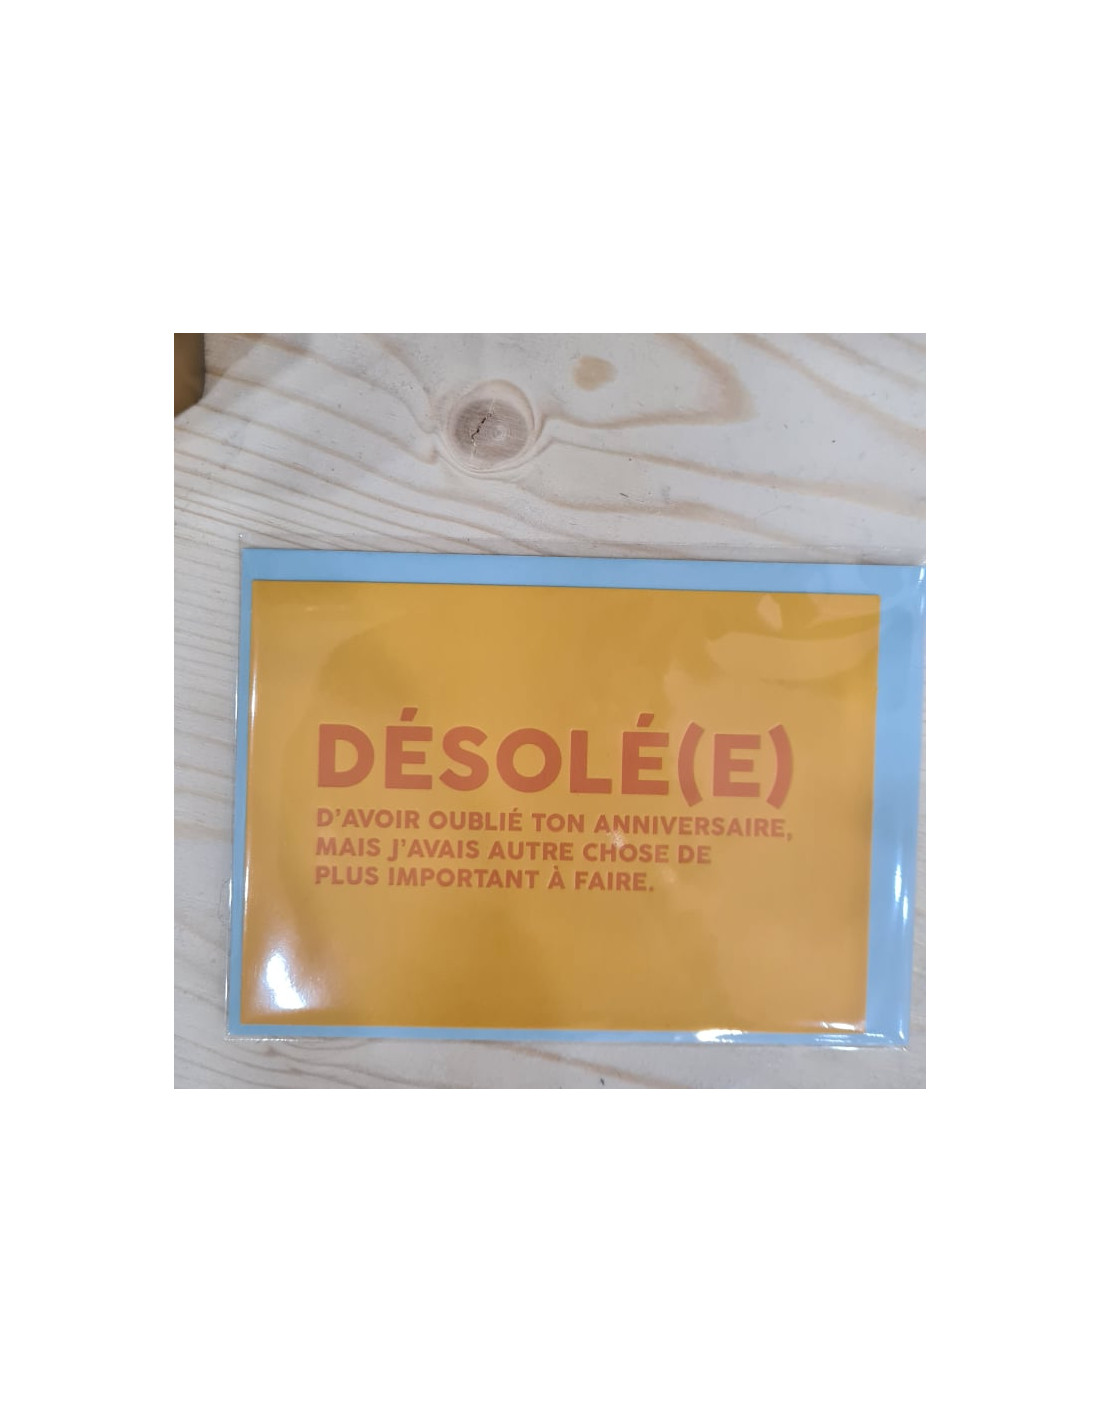 DÉSOLÉ(E)
D'AVOIR OUBLIÉ TON ANNIVERSAIRE,
MAIS J'AVAIS AUTRE CHOSE DE
PLUS IMPORTANT À FAIRE.